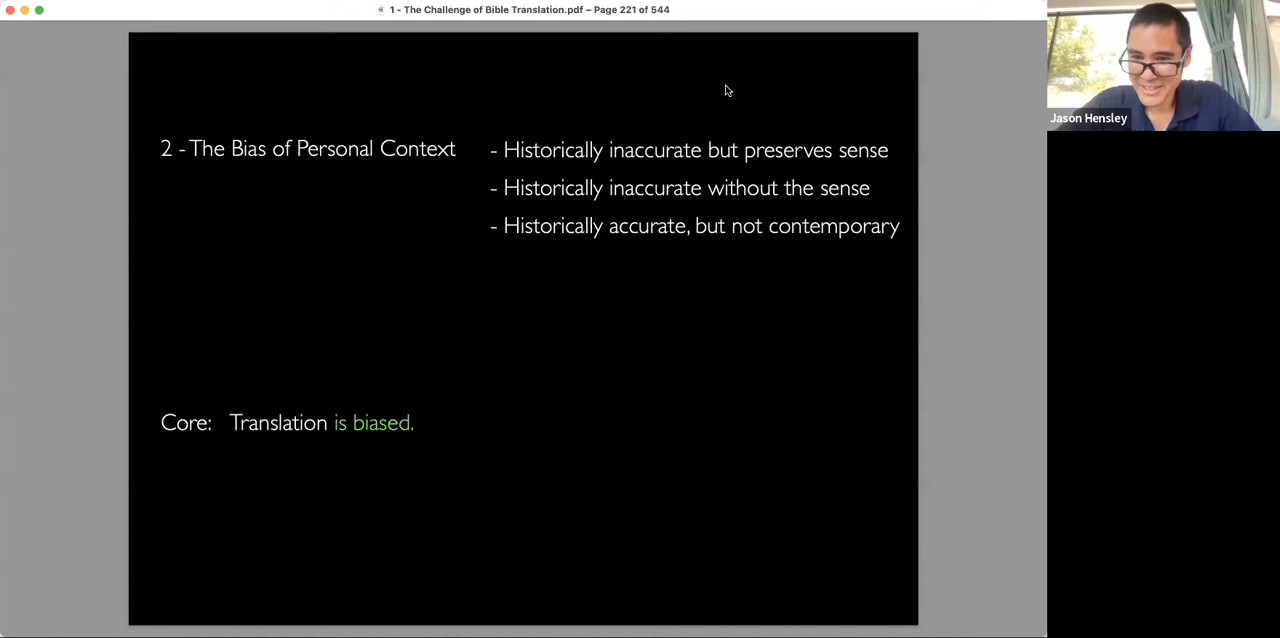 1 - The Challenge of Bible Translation.pdf – Page 221 of 544
2 - The Bias of Personal Context
- Historically inaccurate but preserves sense
- Historically inaccurate without the sense
- Historically accurate, but not contemporary
Core: Translation is biased.
Jason Hensley